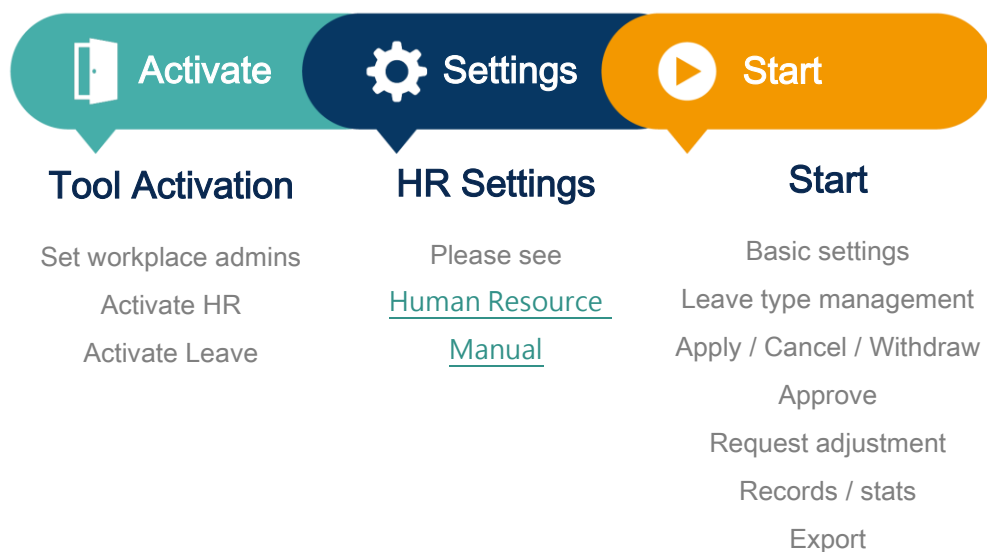 Activate
Settings
Start
Tool Activation
Set workplace admins
Activate HR
Activate Leave
HR Settings
Please see
Human Resource
Manual
Start
Basic settings
Leave type management
Apply / Cancel / Withdraw
Approve
Request adjustment
Records / stats
Export